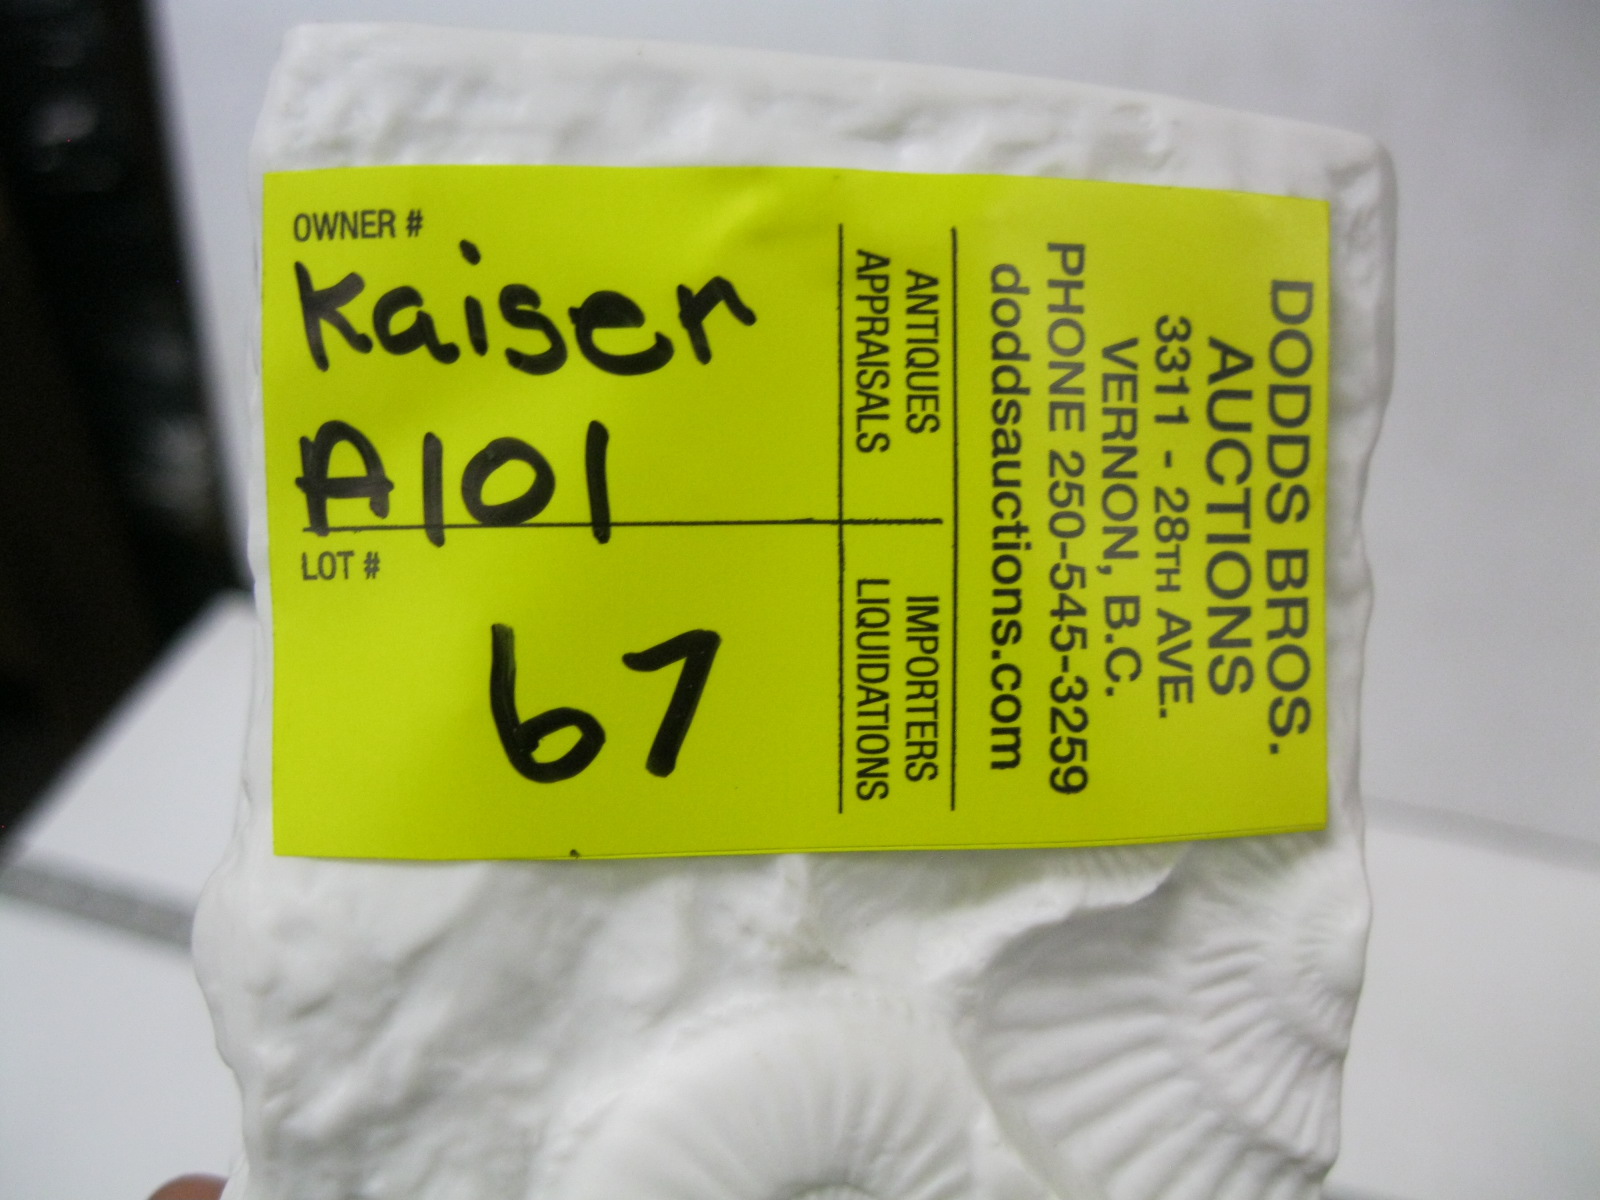 OWNER #
Kaiser
A101
LOT #
67
ANTIQUES
APPRAISALS
IMPORTERS
LIQUIDATIONS
DODDS BROS.
AUCTIONS
3311 - 28TH AVE.
VERNON, B.C.
PHONE 250-545-3259
doddsauctions.com